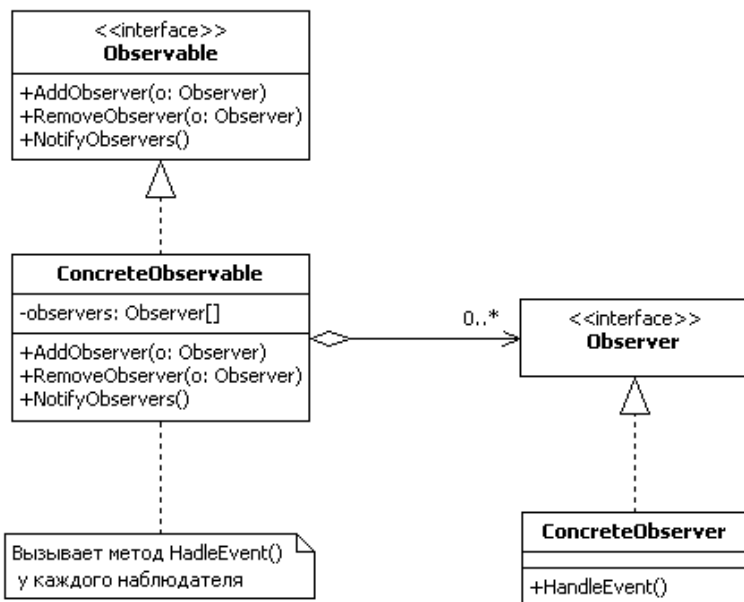 <<interface>>
Observable
+AddObserver(o: Observer)
+RemoveObserver(o: Observer)
+NotifyObservers()
ConcreteObservable
-observers: Observer[]
+AddObserver(o: Observer)
+RemoveObserver(o: Observer)
+NotifyObservers()
0..*
<<interface>>
Observer
Вызывает метод HadleEvent()
у каждого наблюдателя
ConcreteObserver
+HandleEvent()